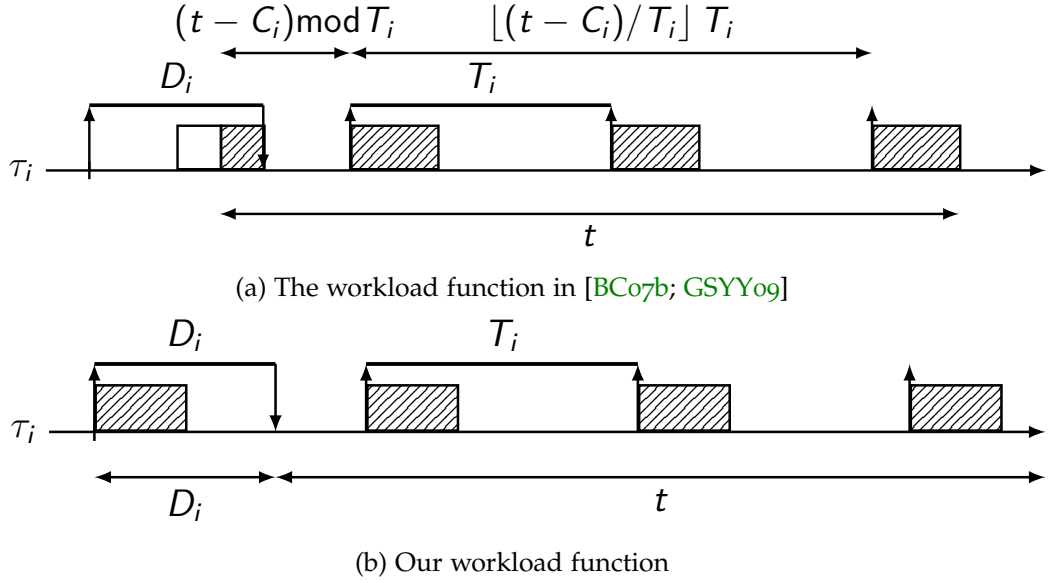 (t − C_i) mod T_i ⌊(t − C_i)/T_i⌋ T_i
D_i T_i
τ_i
t
(a) The workload function in [BC07b; GSYY09]
D_i T_i
τ_i
D_i t
(b) Our workload function